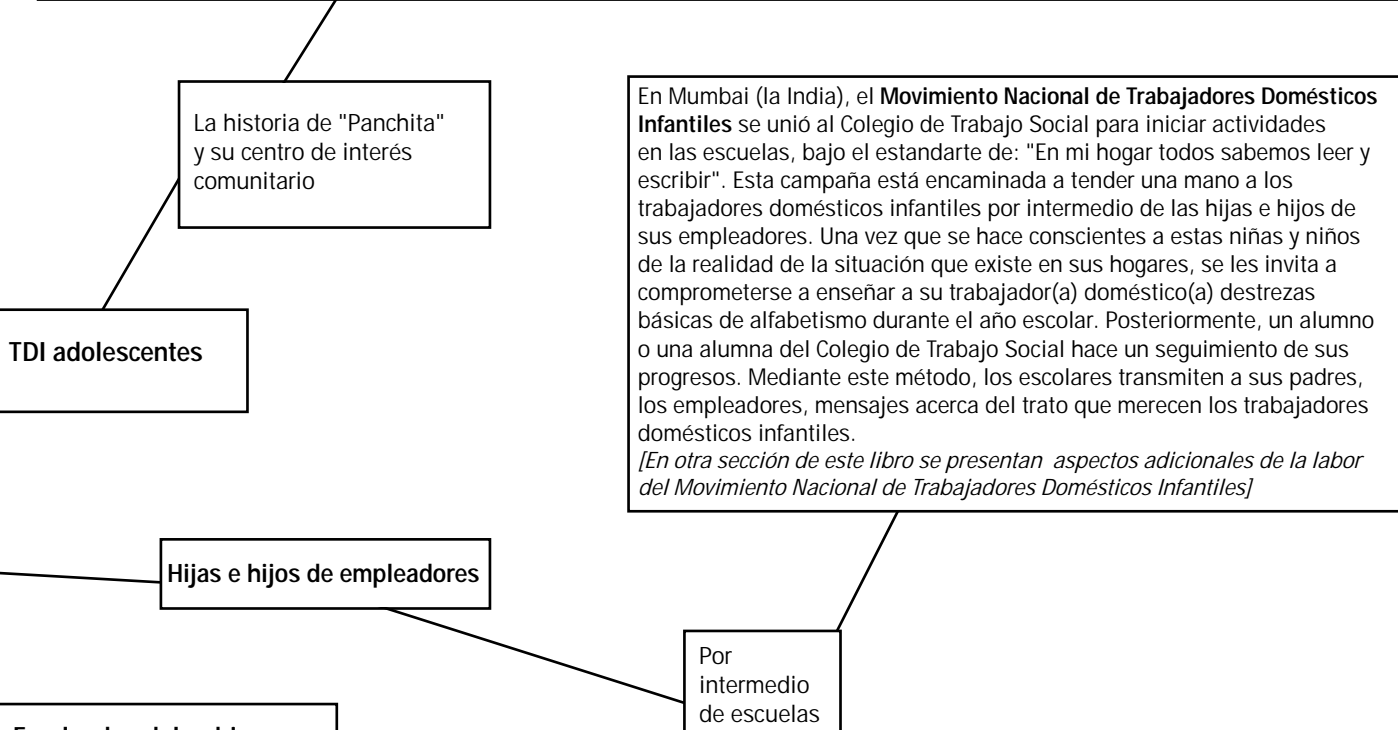 La historia de "Panchita"
y su centro de interés
comunitario
En Mumbai (la India), el Movimiento Nacional de Trabajadores Domésticos
Infantiles se unió al Colegio de Trabajo Social para iniciar actividades
en las escuelas, bajo el estandarte de: "En mi hogar todos sabemos leer y
escribir". Esta campaña está encaminada a tender una mano a los
trabajadores domésticos infantiles por intermedio de las hijas e hijos de
sus empleadores. Una vez que se hace conscientes a estas niñas y niños
de la realidad de la situación que existe en sus hogares, se les invita a
comprometerse a enseñar a su trabajador(a) doméstico(a) destrezas
básicas de alfabetismo durante el año escolar. Posteriormente, un alumno
o una alumna del Colegio de Trabajo Social hace un seguimiento de sus
progresos. Mediante este método, los escolares transmiten a sus padres,
los empleadores, mensajes acerca del trato que merecen los trabajadores
domésticos infantiles.
[En otra sección de este libro se presentan aspectos adicionales de la labor
del Movimiento Nacional de Trabajadores Domésticos Infantiles]
TDI adolescentes
Hijas e hijos de empleadores
Por
intermedio
de escuelas